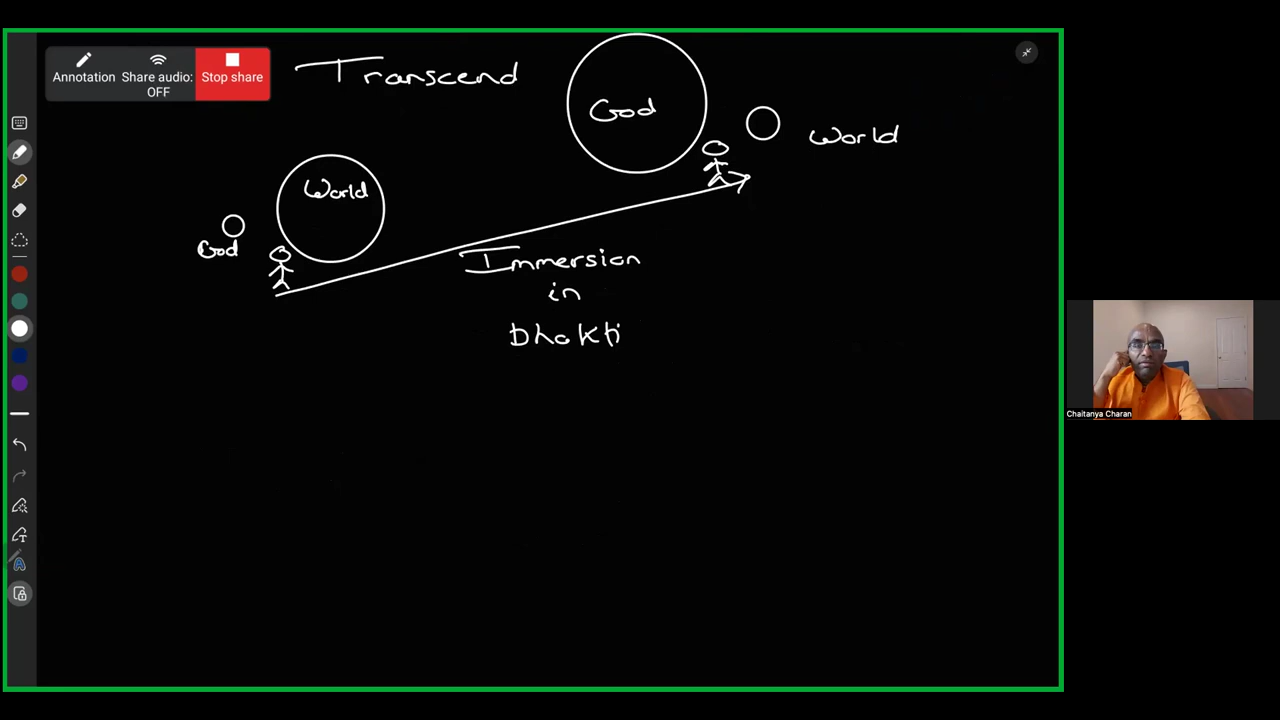 Annotation
Share audio:
OFF
Stop share
Transcend
God
World
World
God
Immersion
in
Bhakti
Chaitanya Charan
A